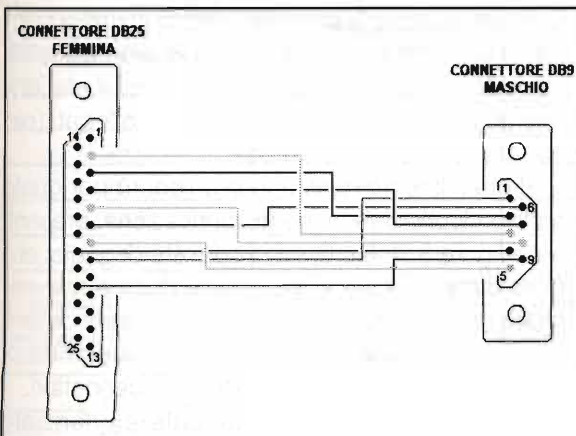 CONNETTORE DB25
FEMMINA
CONNETTORE DB9
MASCHIO
14
1
1
6
9
5
25
13